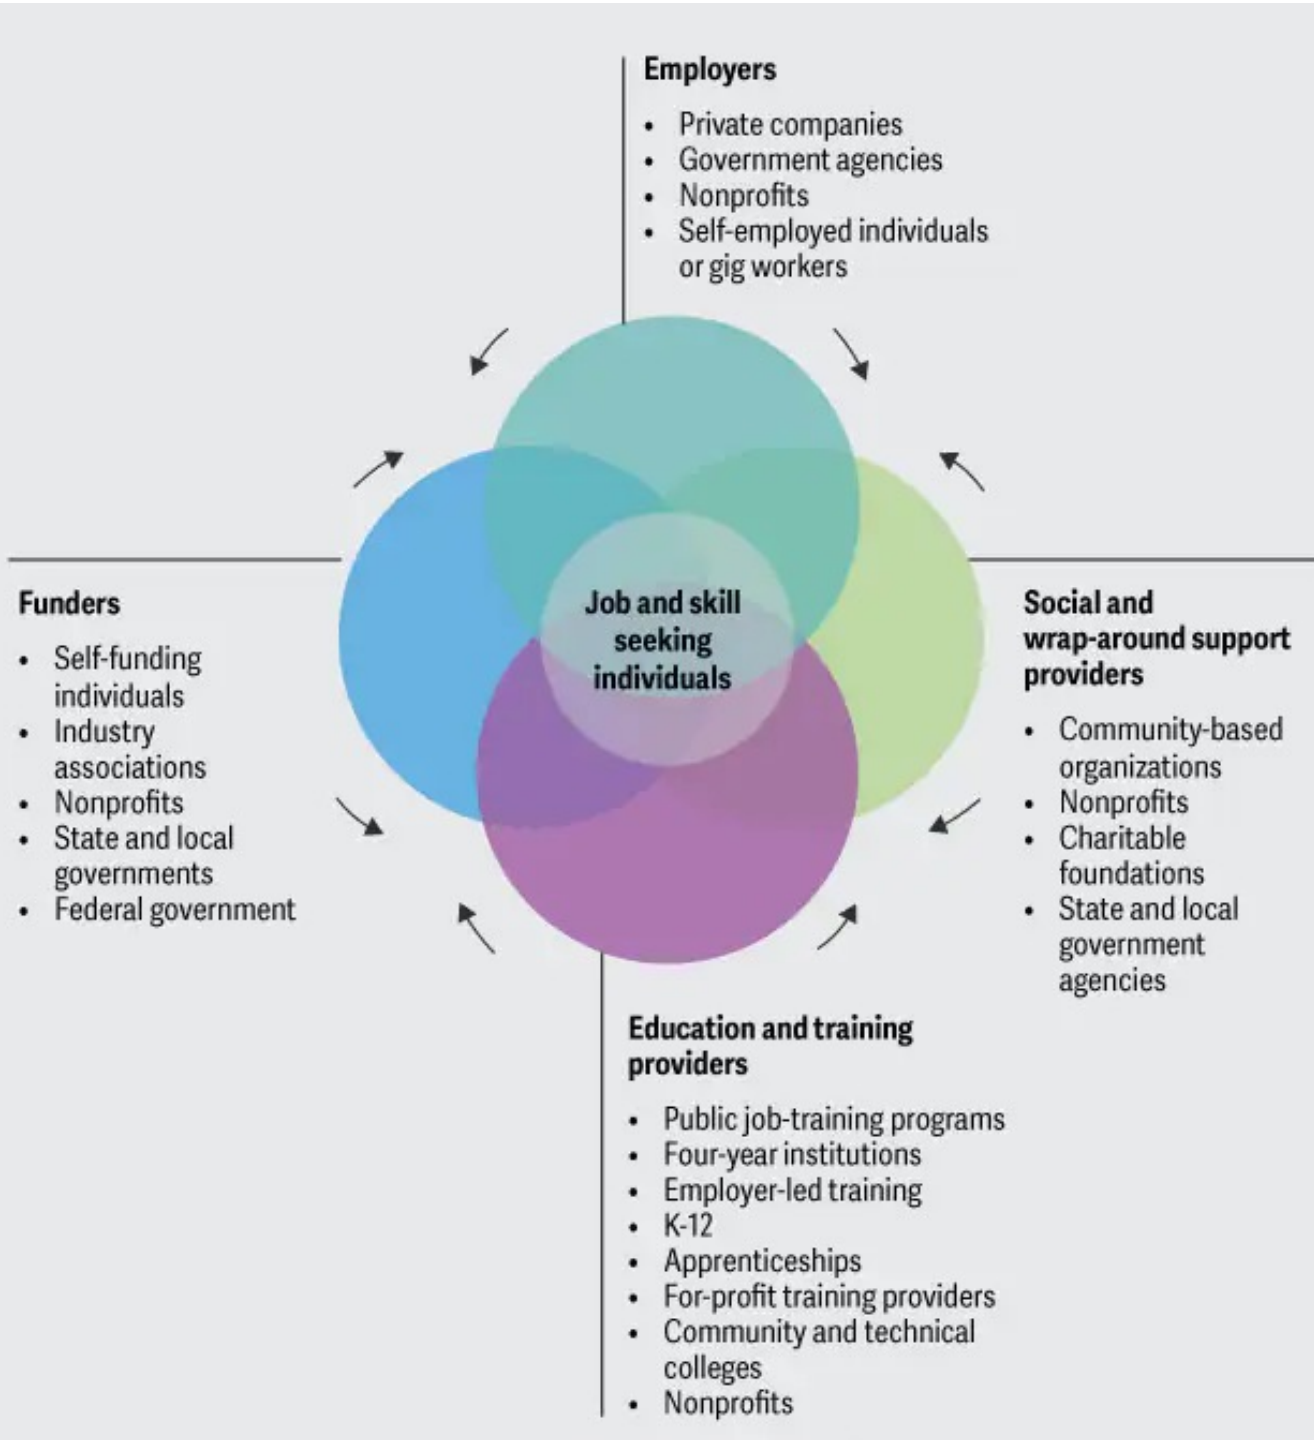 Employers
• Private companies
• Government agencies
• Nonprofits
• Self-employed individuals
or gig workers
Job and skill
seeking
individuals
Funders
• Self-funding
individuals
• Industry
associations
• Nonprofits
• State and local
governments
• Federal government
Social and
wrap-around support
providers
• Community-based
organizations
• Nonprofits
• Charitable
foundations
• State and local
government
agencies
Education and training
providers
• Public job-training programs
• Four-year institutions
• Employer-led training
• K-12
• Apprenticeships
• For-profit training providers
• Community and technical
colleges
• Nonprofits